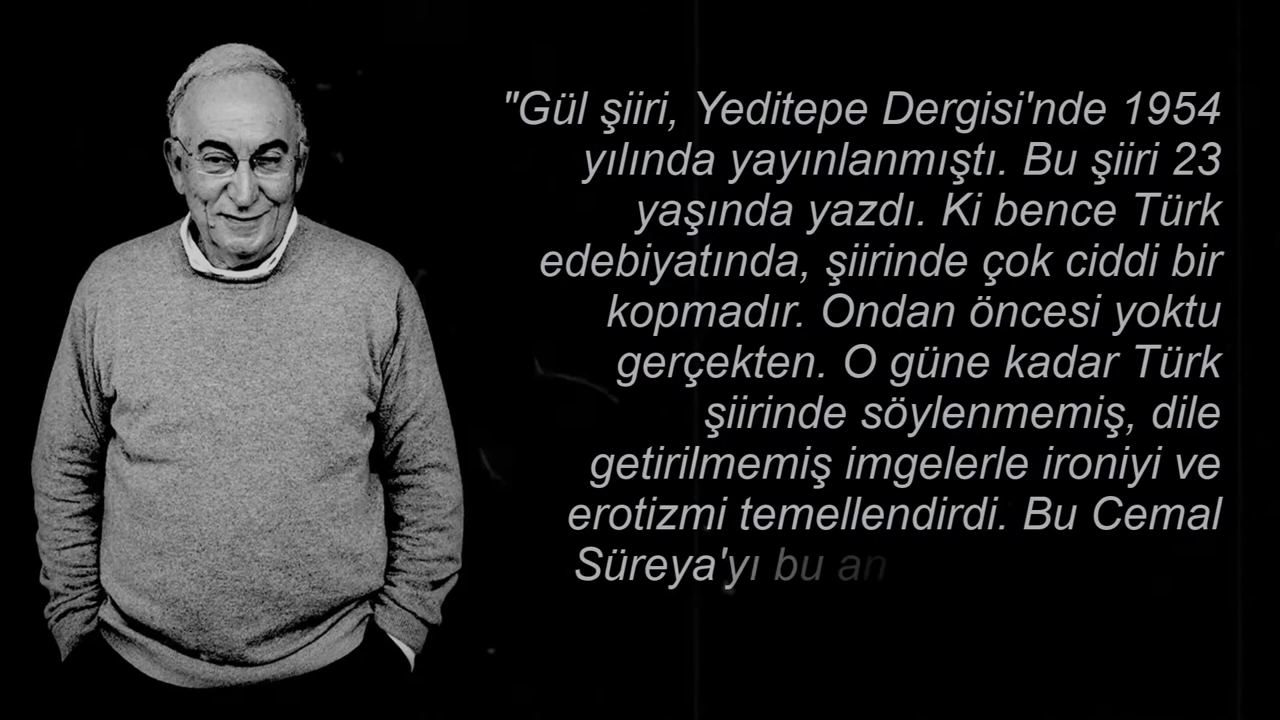 "Gül şiiri, Yeditepe Dergisi'nde 1954
yılında yayınlanmıştı. Bu şiiri 23
yaşında yazdı. Ki bence Türk
edebiyatında, şiirinde çok ciddi bir
kopmadır. Ondan öncesi yoktu
gerçekten. O güne kadar Türk
şiirinde söylenmemiş, dile
getirilmemiş imgelerle ironiyi ve
erotizmi temellendirdi. Bu Cemal
Süreya'yı bu an